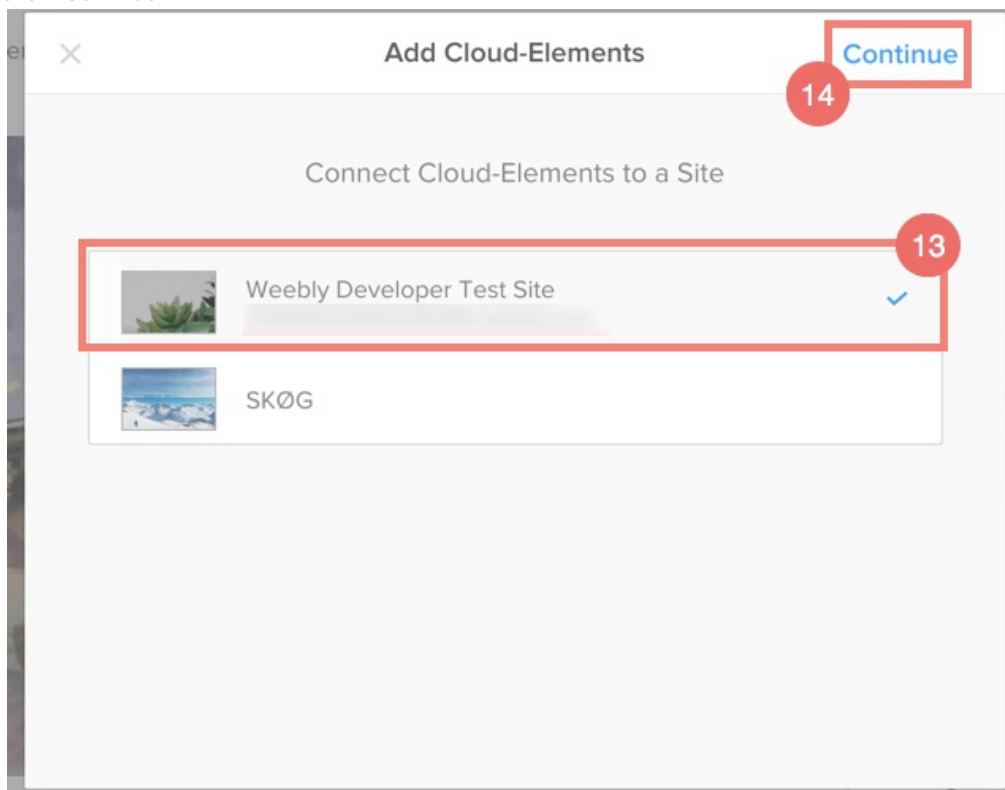 Add Cloud-Elements
Continue
14
Connect Cloud-Elements to a Site
13
Weebly Developer Test Site
SKØG